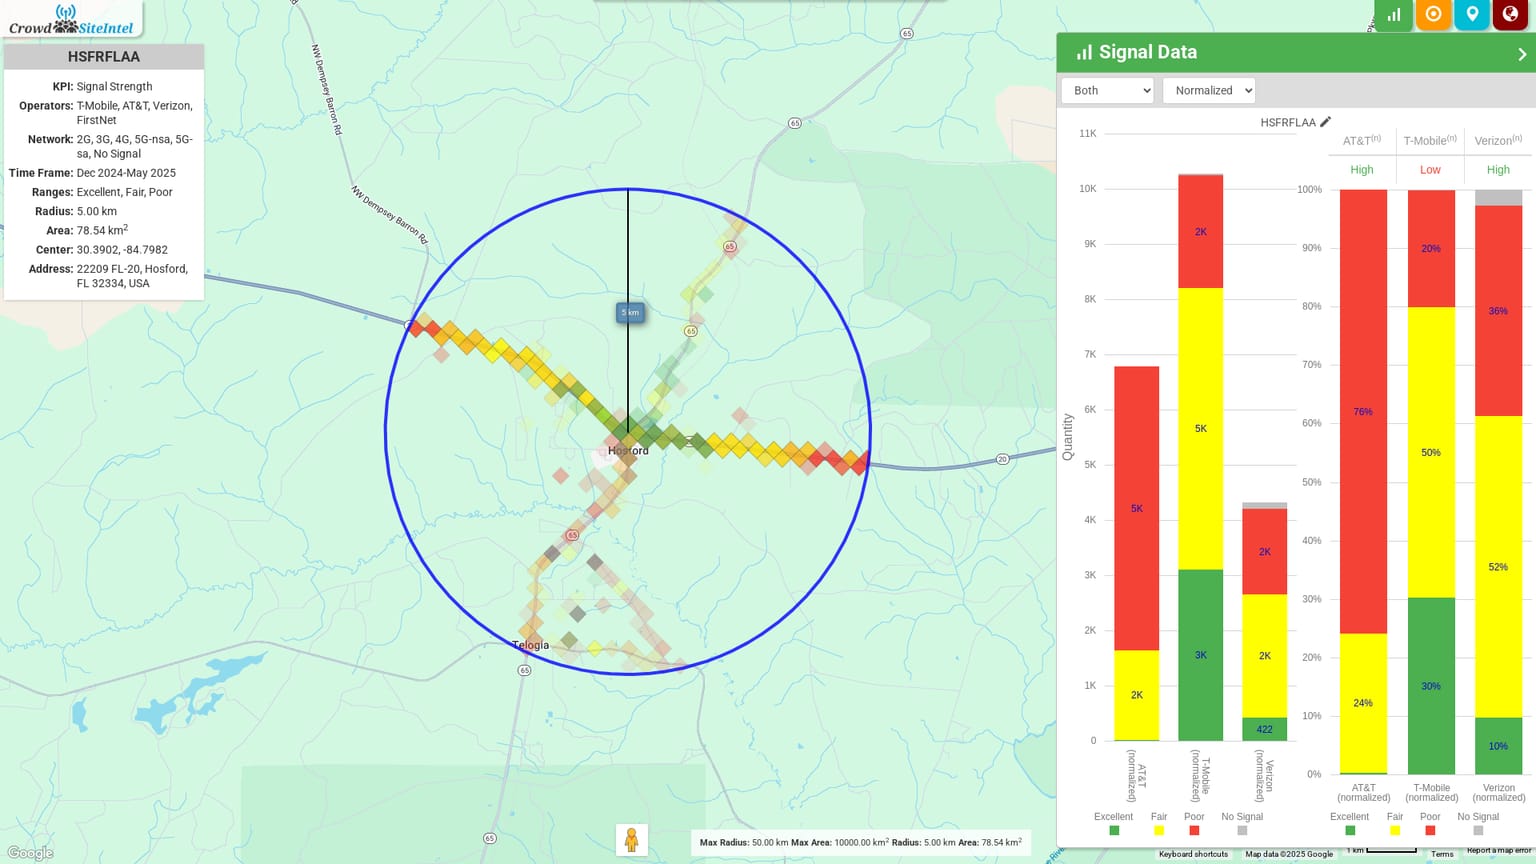 Crowd SiteIntel
HSFRFLAA
KPI: Signal Strength
Operators: T-Mobile, AT&T, Verizon,
FirstNet
Network: 2G, 3G, 4G, 5G-nsa, 5G-
sa, No Signal
Time Frame: Dec 2024-May 2025
Ranges: Excellent, Fair, Poor
Radius: 5.00 km
Area: 78.54 km2
Center: 30.3902, -84.7982
Address: 22209 FL-20, Hosford,
FL 32334, USA
NW Dempsey Barron Rd
NW Dempsey Barron Rd
65
65
65
5 km
65
Hosford
20
65
Telogia
65
65
Google
Max Radius: 50.00 km Max Area: 10000.00 km2 Radius: 5.00 km Area: 78.54 km2
Signal Data
Both
Normalized
HSFRFLAA
11K
10K
9K
8K
7K
6K
5K
4K
3K
2K
1K
0
Quantity
2K
5K
2K
5K
3K
2K
2K
422
AT&T
(normalized)
T-Mobile
(normalized)
Verizon
(normalized)
Excellent
Fair
Poor
No Signal
AT&T(n)
T-Mobile(n)
Verizon(n)
High
Low
High
100%
90%
80%
70%
60%
50%
40%
30%
20%
10%
0%
76%
24%
20%
50%
30%
36%
52%
10%
AT&T
(normalized)
T-Mobile
(normalized)
Verizon
(normalized)
Excellent
Fair
Poor
No Signal
1 km
Keyboard shortcuts
Map data ©2025 Google
Terms
Report a map error